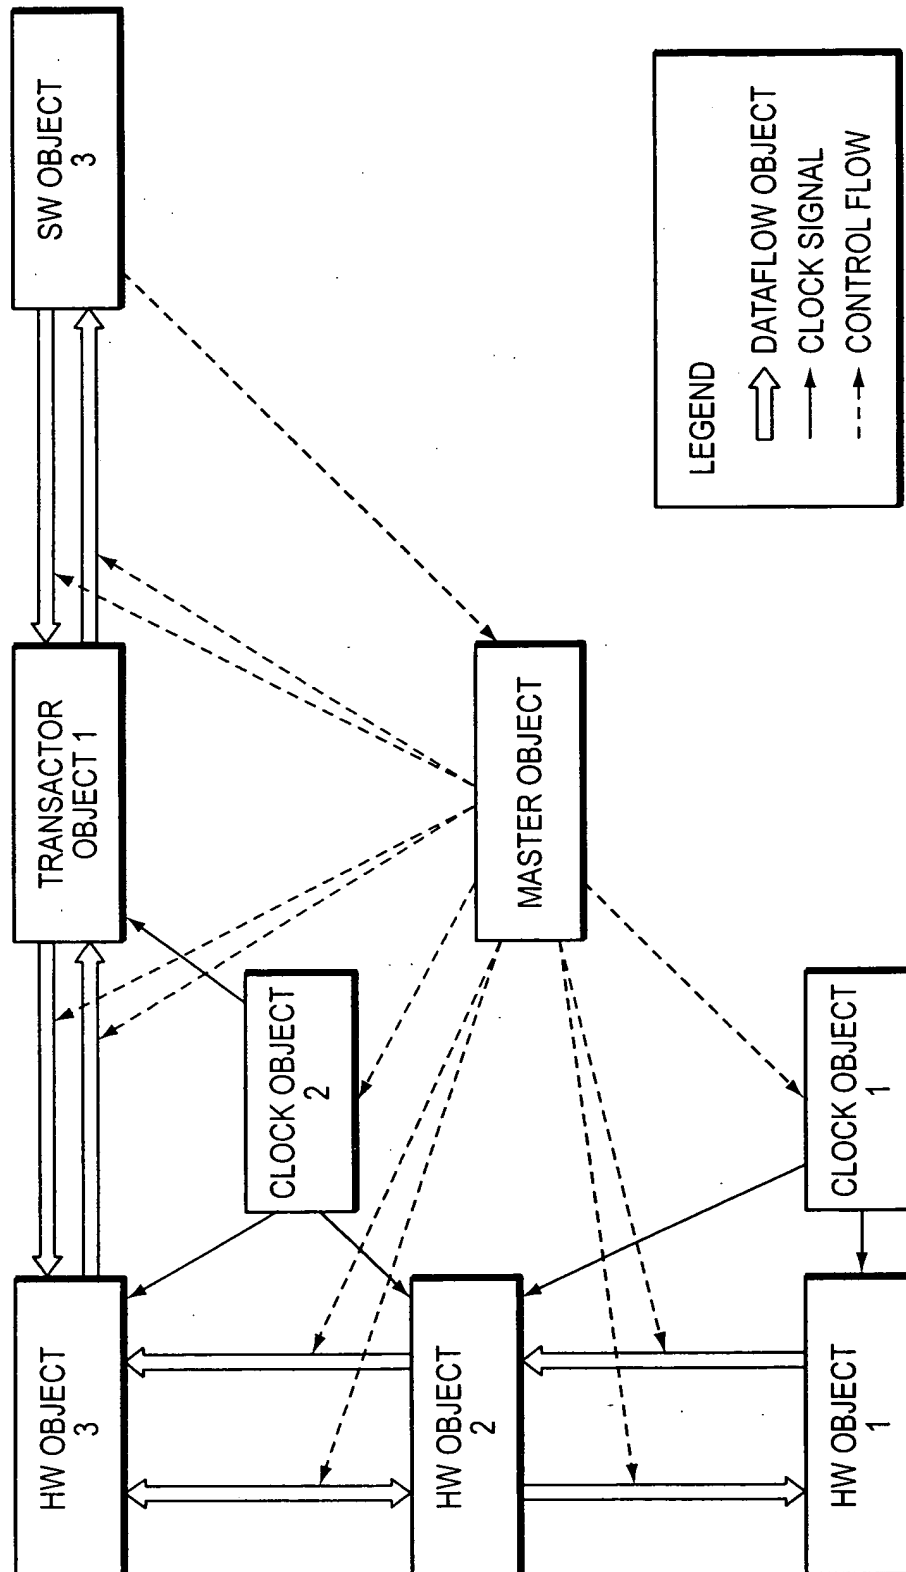 SW OBJECT
3
TRANSACTOR
OBJECT 1
HW OBJECT
3
CLOCK OBJECT
2
MASTER OBJECT
HW OBJECT
2
CLOCK OBJECT
1
HW OBJECT
1
LEGEND
DATAFLOW OBJECT
CLOCK SIGNAL
CONTROL FLOW